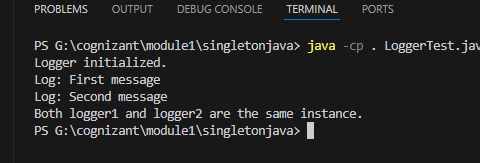 PROBLEMS OUTPUT DEBUG CONSOLE TERMINAL PORTS
PS G:\cognizant\module1\singletonjava> java -cp . LoggerTest.jav
Logger initialized.
Log: First message
Log: Second message
Both logger1 and logger2 are the same instance.
PS G:\cognizant\module1\singletonjava>